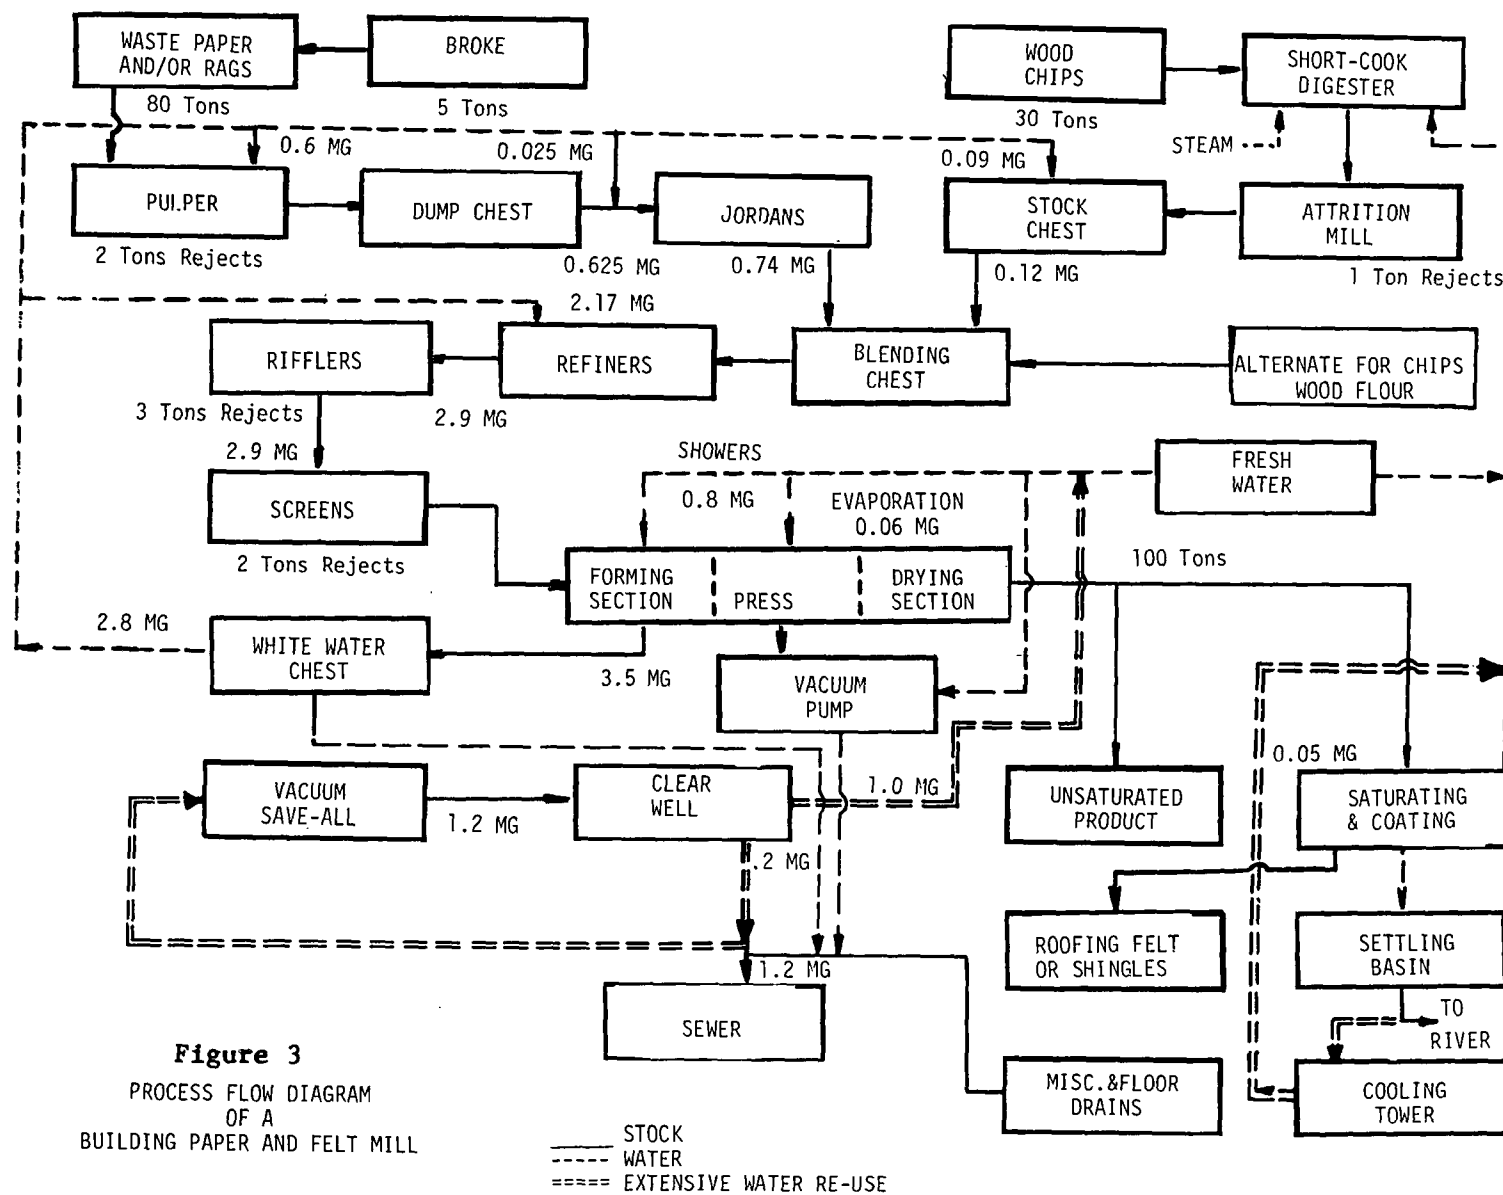 WASTE PAPER
AND/OR RAGS
BROKE
WOOD
CHIPS
SHORT-COOK
DIGESTER
80 Tons
5 Tons
30 Tons
STEAM
0.6 MG
0.025 MG
0.09 MG
PULPER
DUMP CHEST
JORDANS
STOCK
CHEST
ATTRITION
MILL
2 Tons Rejects
0.625 MG
0.74 MG
0.12 MG
1 Ton Rejects
2.17 MG
RIFFLERS
REFINERS
BLENDING
CHEST
ALTERNATE FOR CHIPS
WOOD FLOUR
3 Tons Rejects
2.9 MG
2.9 MG
SHOWERS
FRESH
WATER
SCREENS
0.8 MG
EVAPORATION
0.06 MG
2 Tons Rejects
100 Tons
FORMING
SECTION
PRESS
DRYING
SECTION
2.8 MG
WHITE WATER
CHEST
3.5 MG
VACUUM
PUMP
0.05 MG
VACUUM
SAVE-ALL
1.2 MG
CLEAR
WELL
1.0 MG
UNSATURATED
PRODUCT
SATURATING
& COATING
.2 MG
ROOFING FELT
OR SHINGLES
SETTLING
BASIN
1.2 MG
SEWER
TO
RIVER
MISC.&FLOOR
DRAINS
COOLING
TOWER
Figure 3
PROCESS FLOW DIAGRAM
OF A
BUILDING PAPER AND FELT MILL
STOCK
WATER
EXTENSIVE WATER RE-USE